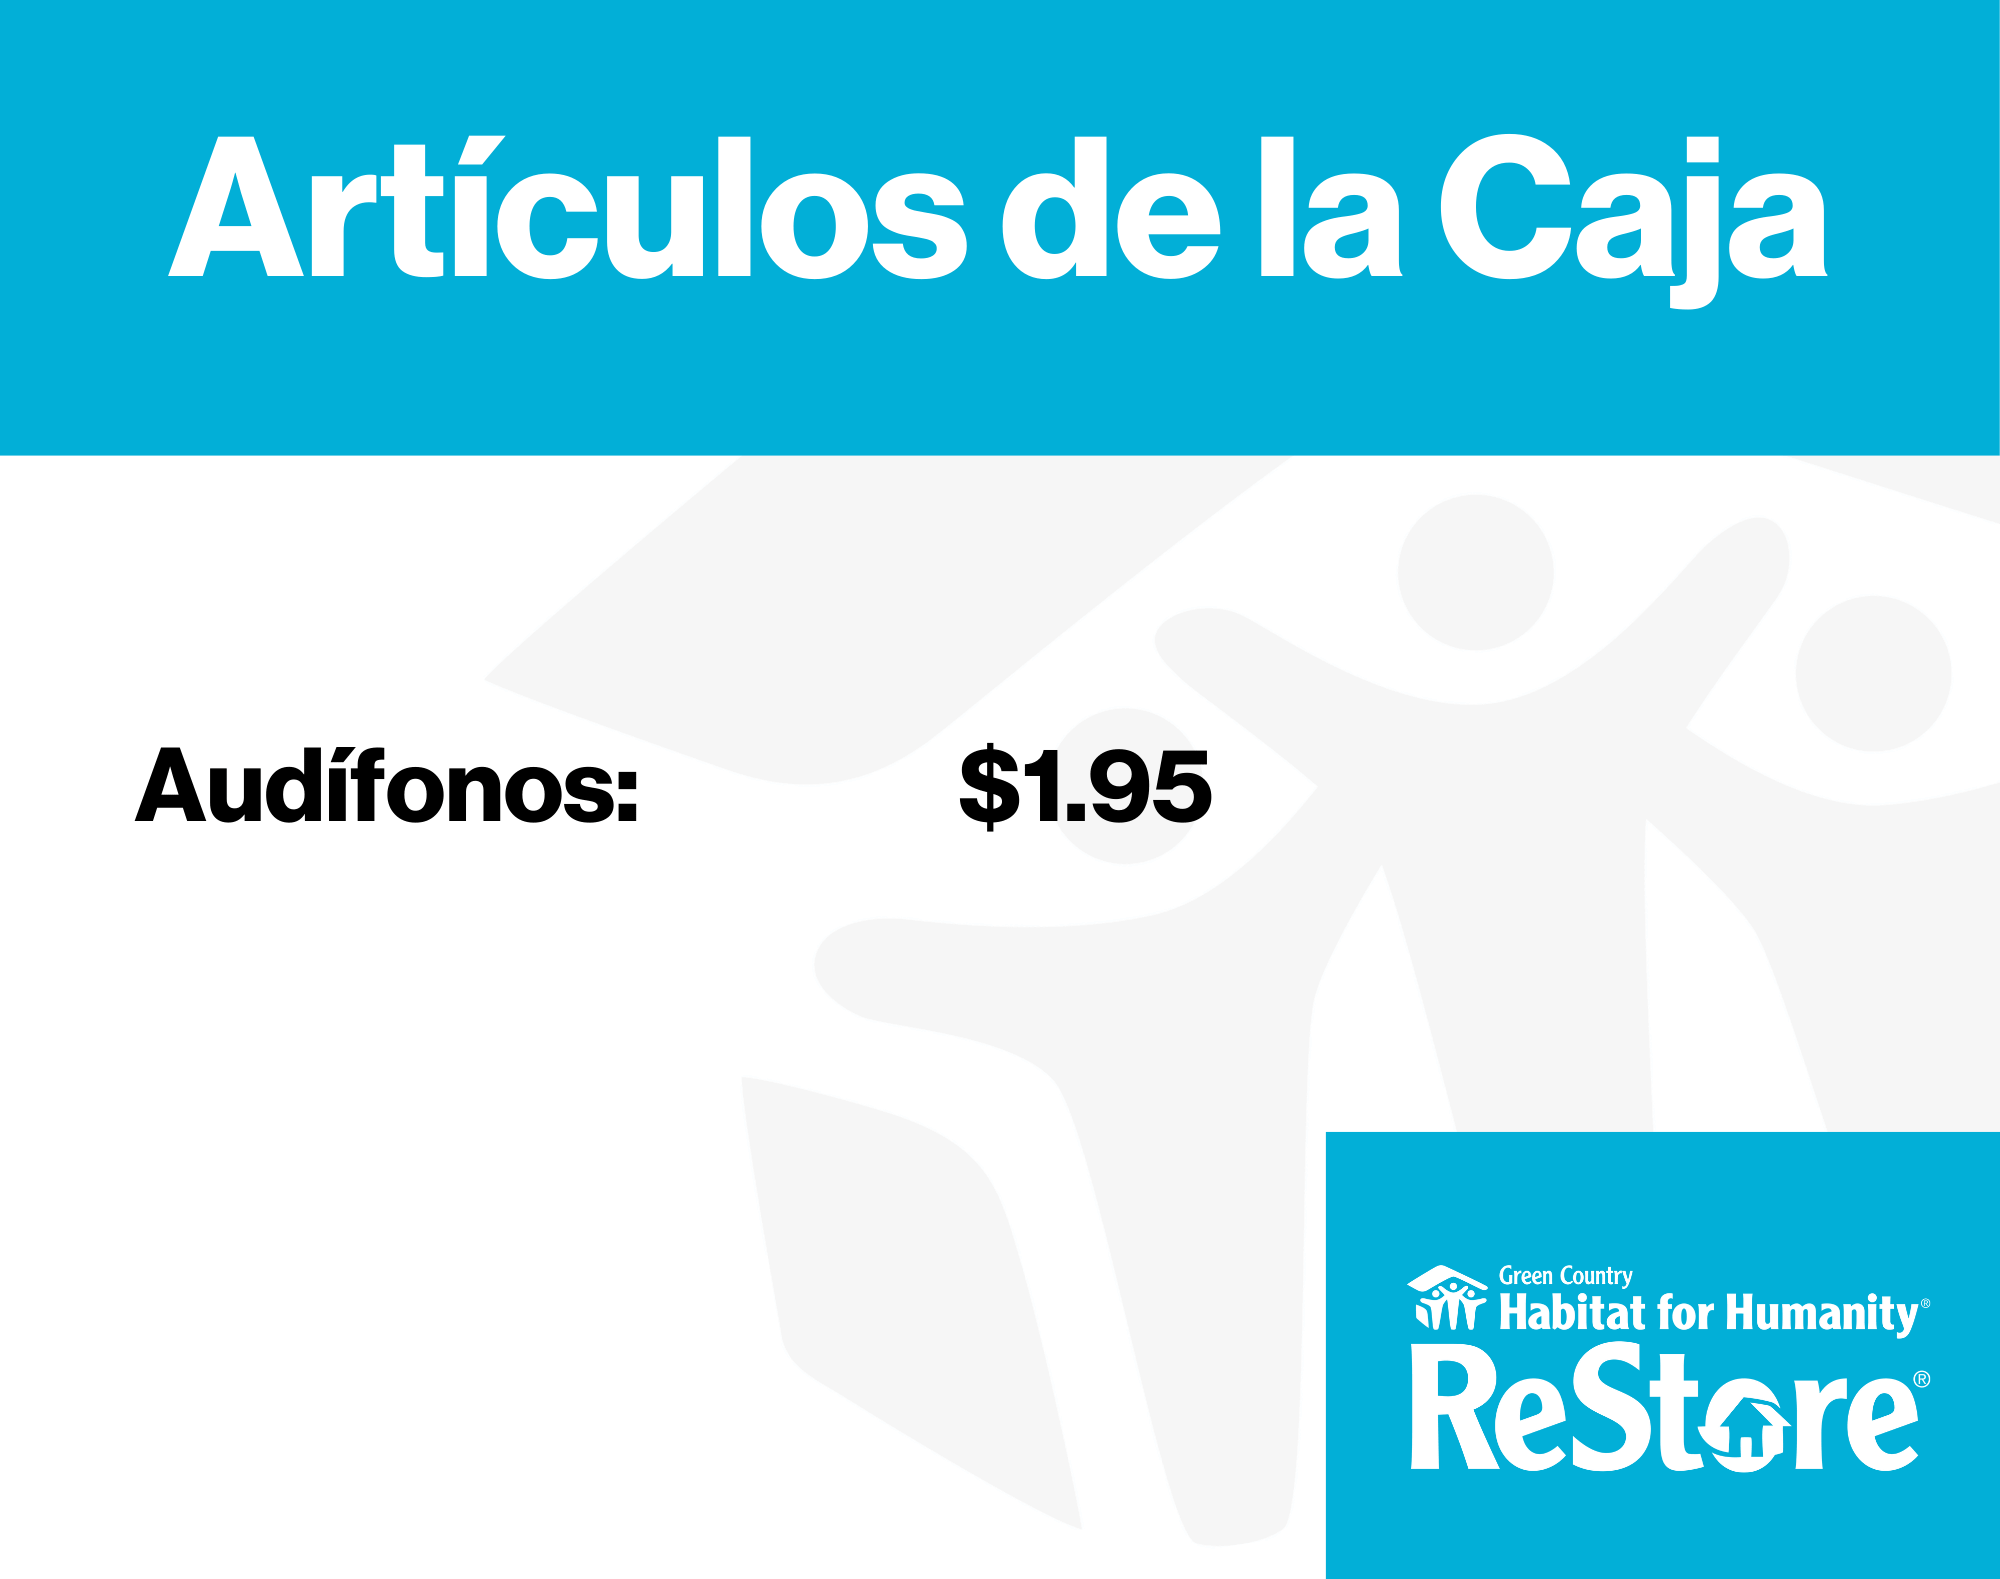 Artículos de la Caja
Audífonos: $1.95
Green Country
Habitat for Humanity®
ReStore®